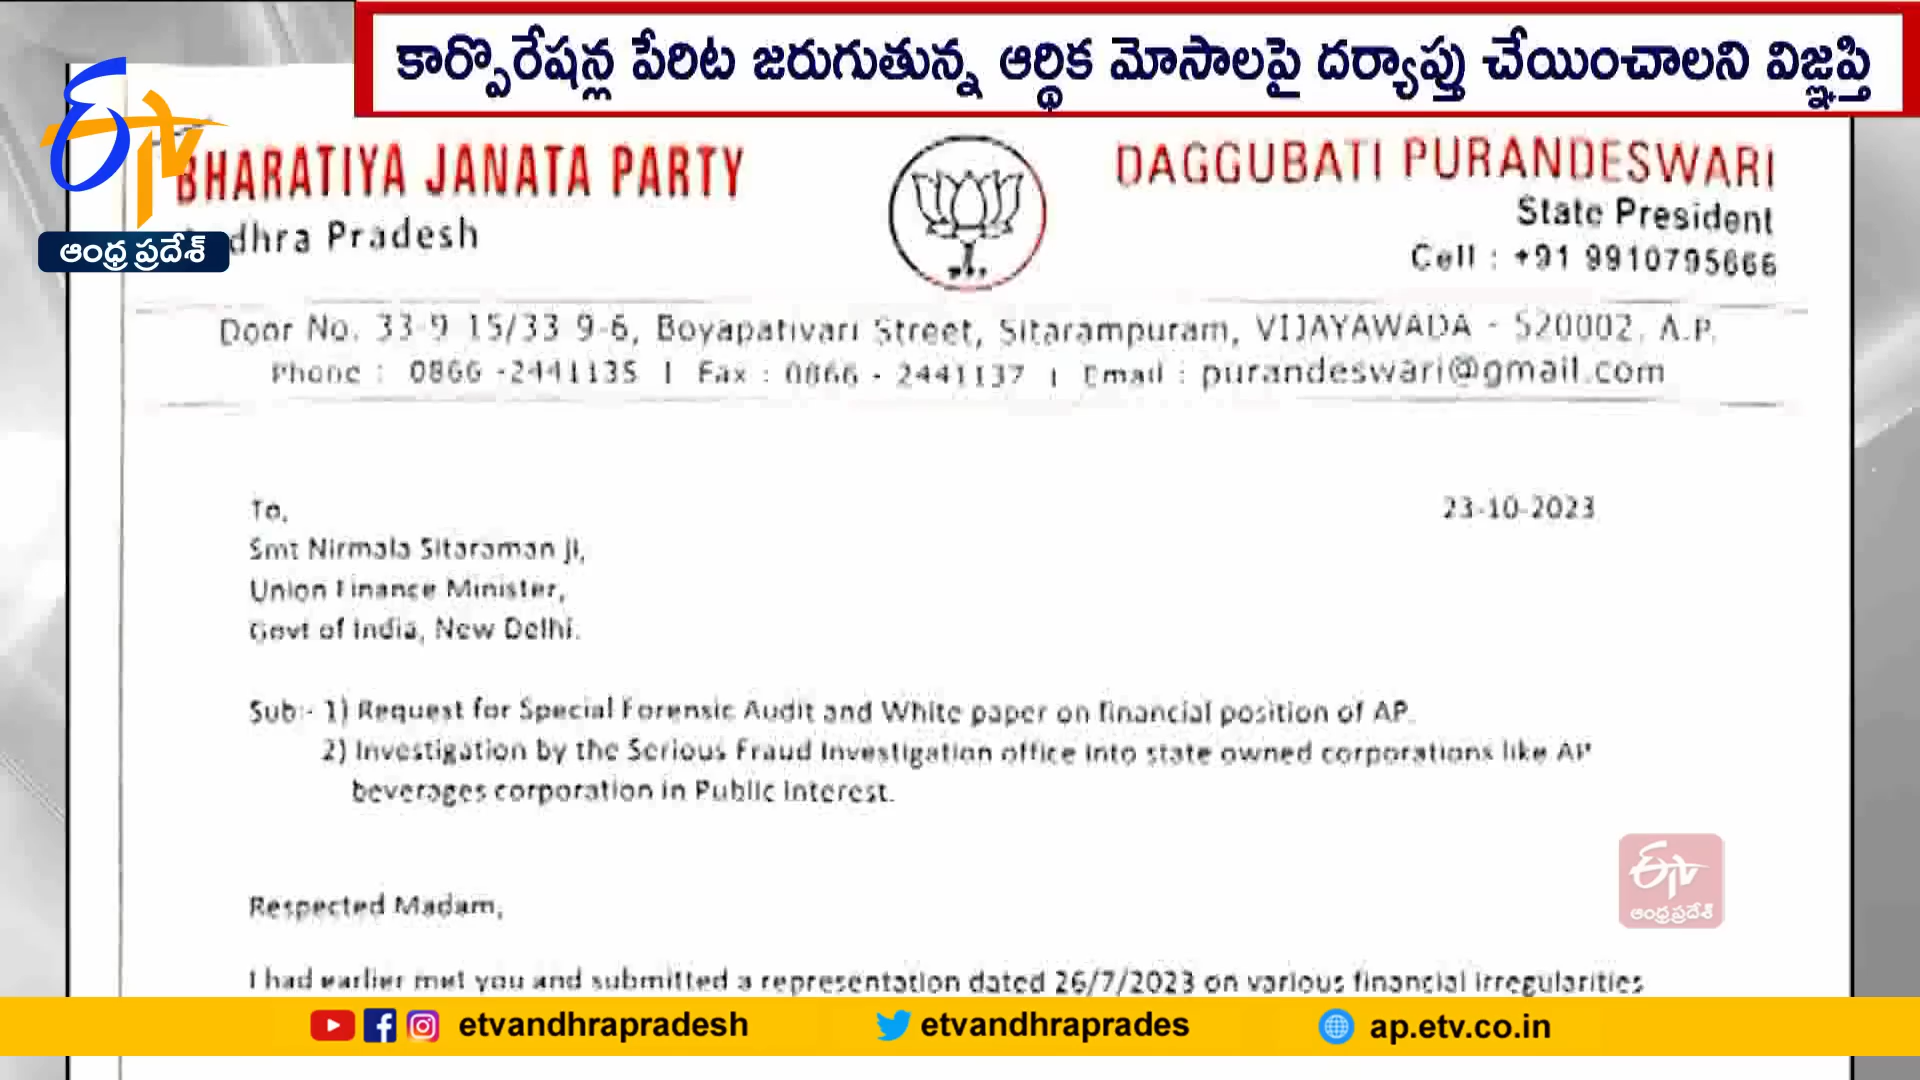 కార్పొరేషన్ల పేరిట జరుగుతున్న ఆర్థిక మోసాలపై దర్యాప్తు చేయించాలని విజ్ఞప్తి
ETV
ఆంధ్ర ప్రదేశ్
BHARATIYA JANATA PARTY
dhra Pradesh
DAGGUBATI PURANDESWARI
State President
Cell : +91 9910795666
Door No. 33-9 15/33 9-6, Boyapativari Street, Sitarampuram, VIJAYAWADA - 520002. A.P.
Phone : 0866 -2441135 | Fax : 0866 - 2441137 | Email : purandeswari@gmail.com
To,
23-10-2023
Smt Nirmala Sitaraman ji,
Union Finance Minister,
Govt of India, New Delhi.
Sub:- 1) Request for Special Forensic Audit and White paper on financial position of AP.
2) Investigation by the Serious Fraud Investigation office into state owned corporations like AP
beverages corporation in Public Interest.
Respected Madam,
ETV
ఆంధ్రప్రదేశ్
I had earlier met you and submitted a representation dated 26/7/2023 on various financial irregularities
etvandhrapradesh etvandhraprades ap.etv.co.in